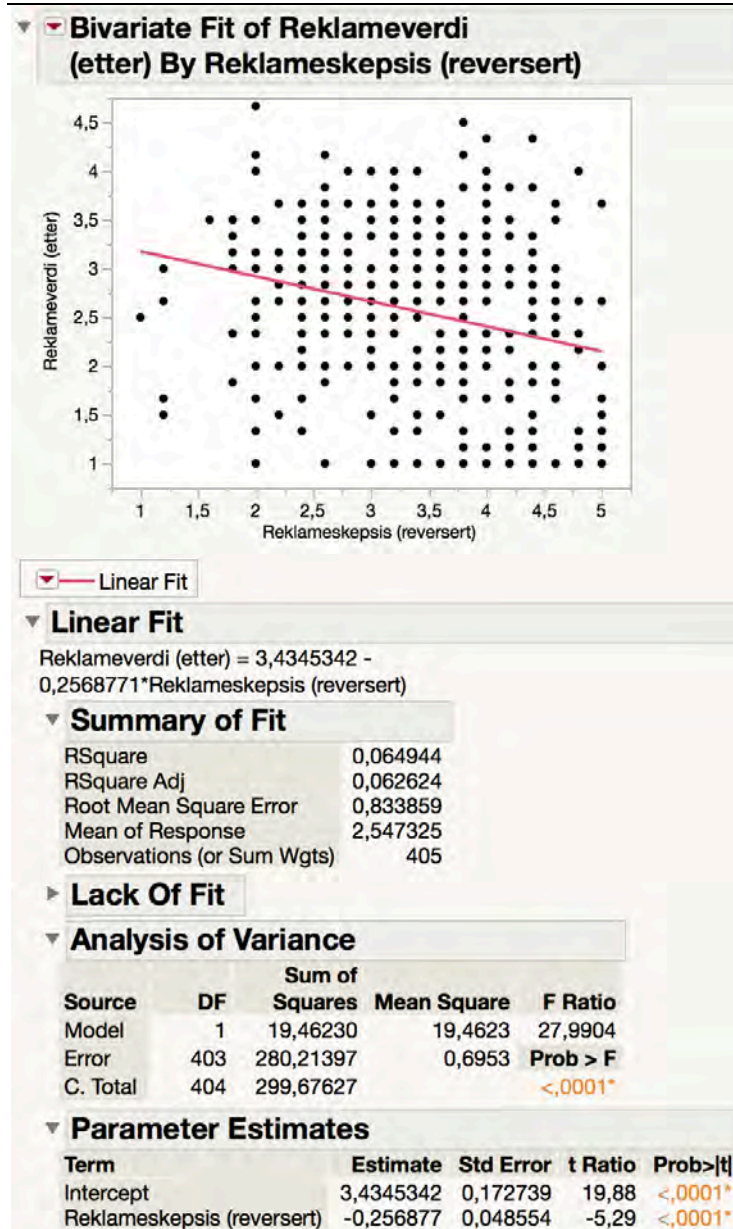 Bivariate Fit of Reklameverdi
(etter) By Reklameskepsis (reversert)
Reklameverdi (etter)
4,5
4
3,5
3
2,5
2
1,5
1
1 1,5 2 2,5 3 3,5 4 4,5 5
Reklameskepsis (reversert)
Linear Fit
Linear Fit
Reklameverdi (etter) = 3,4345342 -
0,2568771*Reklameskepsis (reversert)
Summary of Fit
RSquare 0,064944
RSquare Adj 0,062624
Root Mean Square Error 0,833859
Mean of Response 2,547325
Observations (or Sum Wgts) 405
Lack Of Fit
Analysis of Variance
Sum of
Source DF Squares Mean Square F Ratio
Model 1 19,46230 19,4623 27,9904
Error 403 280,21397 0,6953 Prob > F
C. Total 404 299,67627 <,0001*
Parameter Estimates
Term Estimate Std Error t Ratio Prob>|t|
Intercept 3,4345342 0,172739 19,88 <,0001*
Reklameskepsis (reversert) -0,256877 0,048554 -5,29 <,0001*